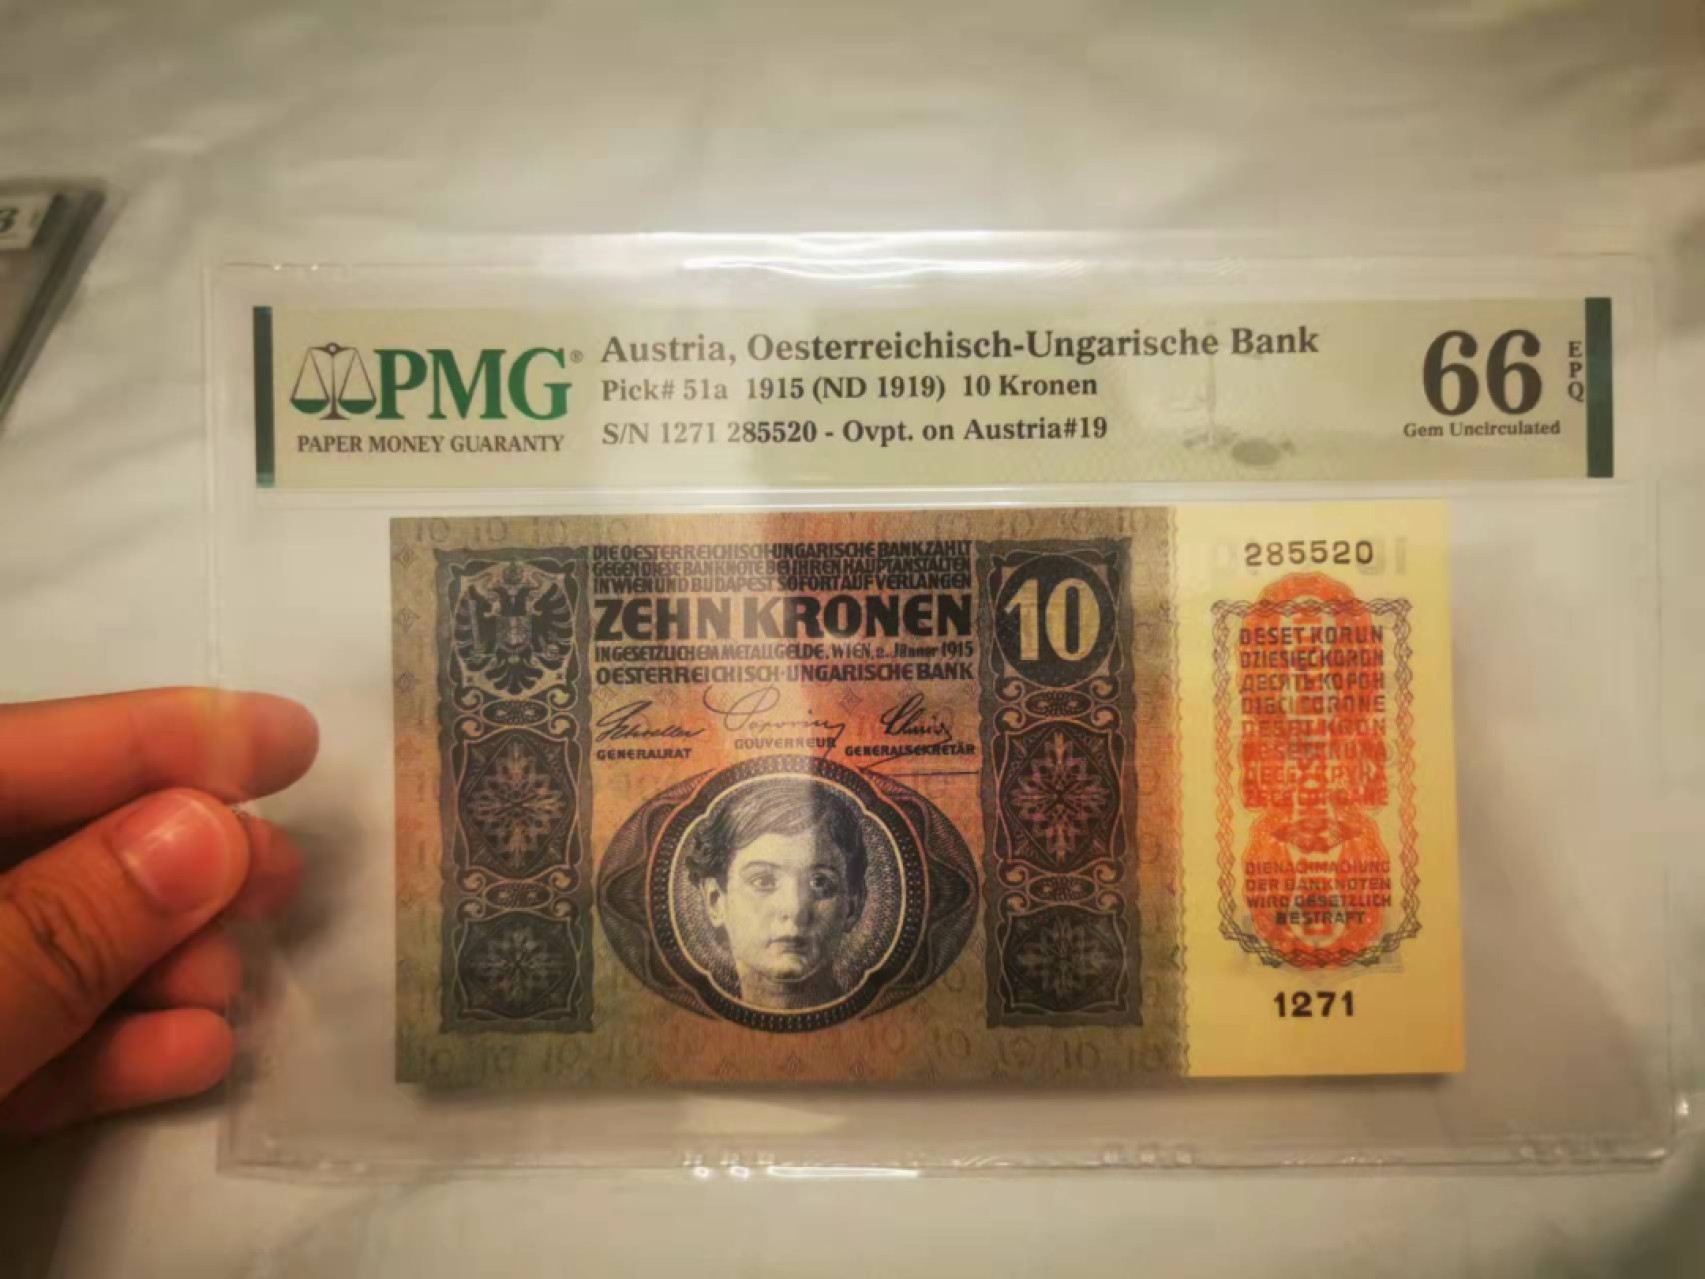 PMG®
PAPER MONEY GUARANTY
Austria, Oesterreichisch-Ungarische Bank
Pick# 51a 1915 (ND 1919) 10 Kronen
S/N 1271 285520 - Ovpt. on Austria#19
66
EPQ
Gem Uncirculated
DIE OESTERREICHISCH-UNGARISCHE BANK ZAHLT
GEGEN DIESE BANKNOTE BEI IHREN HAUPTANSTALTEN
IN WIEN UND BUDAPEST SOFORT AUF VERLANGEN
ZEHN KRONEN
IN GESETZLICHEM METALLGELDE. WIEN, 2. Jänner 1915
OESTERREICHISCH-UNGARISCHE BANK
GENERALRAT
GOUVERNEUR
GENERALSEKRETÄR
10
285520
DESET KORUN
DZIESIĘĆ KORON
ДЕСЯТЬ КОРОН
DIECI CORONE
DIE NACHMACHUNG
DER BANKNOTEN
WIRD GESETZLICH
BESTRAFT.
1271